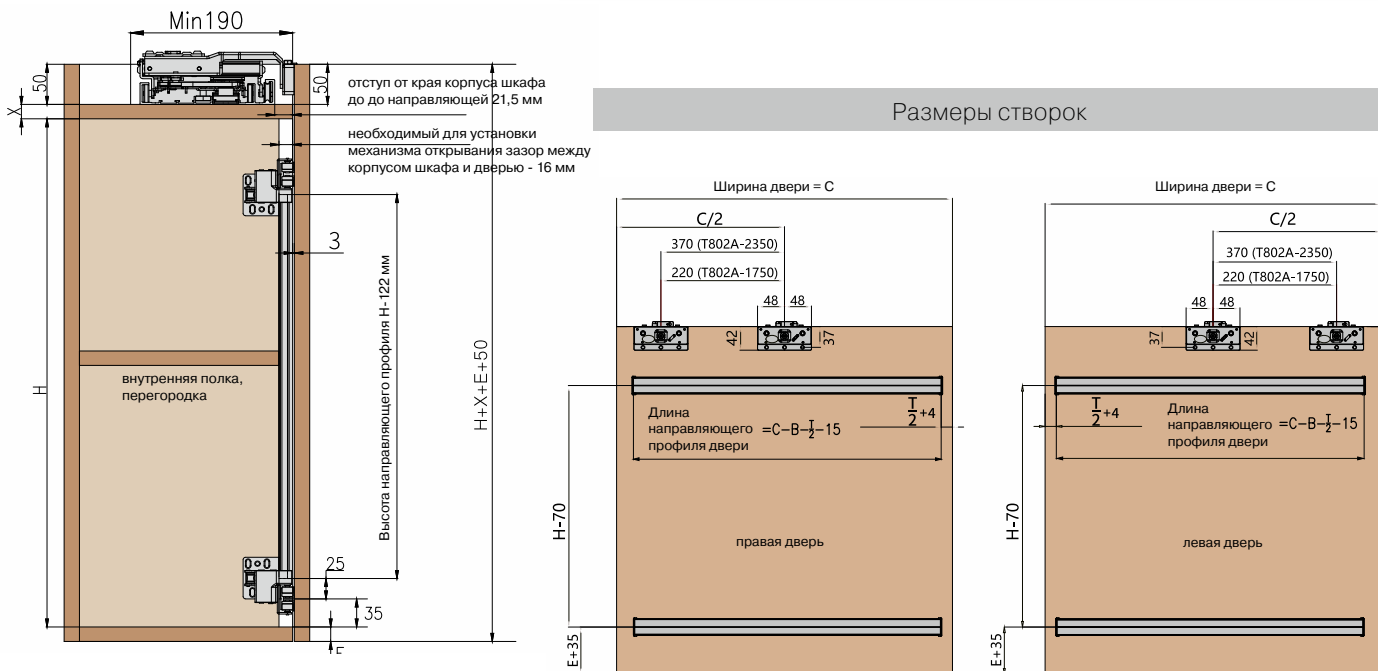 Min190
50
50
X
отступ от края корпуса шкафа
до до направляющей 21,5 мм
необходимый для установки
механизма открывания зазор между
корпусом шкафа и дверью - 16 мм
3
Высота направляющего профиля H-122 мм
H
H+X+E+50
внутренняя полка,
перегородка
25
35
Размеры створок
Ширина двери = C
C/2
370 (T802A-2350)
220 (T802A-1750)
48
48
42
37
Длина
направляющего
профиля двери
=C-B-T/2-15
T/2+4
H-70
правая дверь
E+35
Ширина двери = C
C/2
370 (T802A-2350)
220 (T802A-1750)
48
48
37
42
T/2+4
Длина
направляющего
профиля двери
=C-B-T/2-15
H-70
левая дверь
E+35